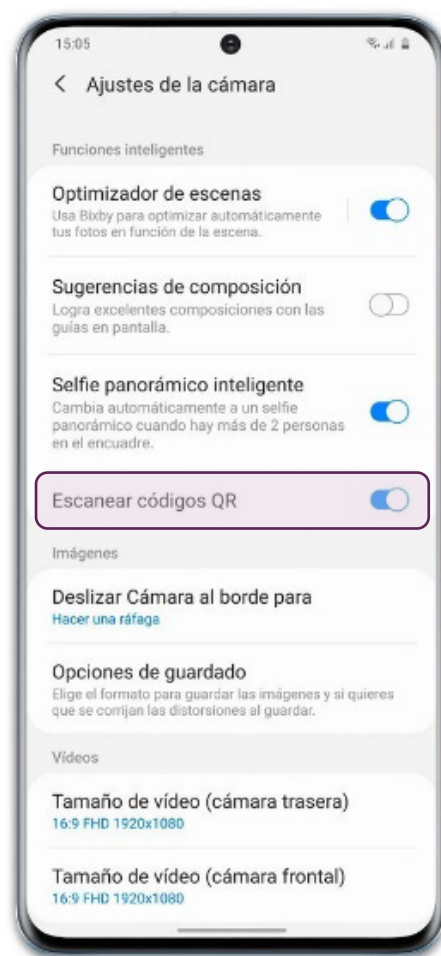 15:05
Ajustes de la cámara
Funciones inteligentes
Optimizador de escenas
Usa Bixby para optimizar automáticamente
tus fotos en función de la escena.
Sugerencias de composición
Logra excelentes composiciones con las
guías en pantalla.
Selfie panorámico inteligente
Cambia automáticamente a un selfie
panorámico cuando hay más de 2 personas
en el encuadre.
Escanear códigos QR
Imágenes
Deslizar Cámara al borde para
Hacer una ráfaga
Opciones de guardado
Elige el formato para guardar las imágenes y si quieres
que se corrijan las distorsiones al guardar.
Vídeos
Tamaño de vídeo (cámara trasera)
16:9 FHD 1920x1080
Tamaño de vídeo (cámara frontal)
16:9 FHD 1920x1080